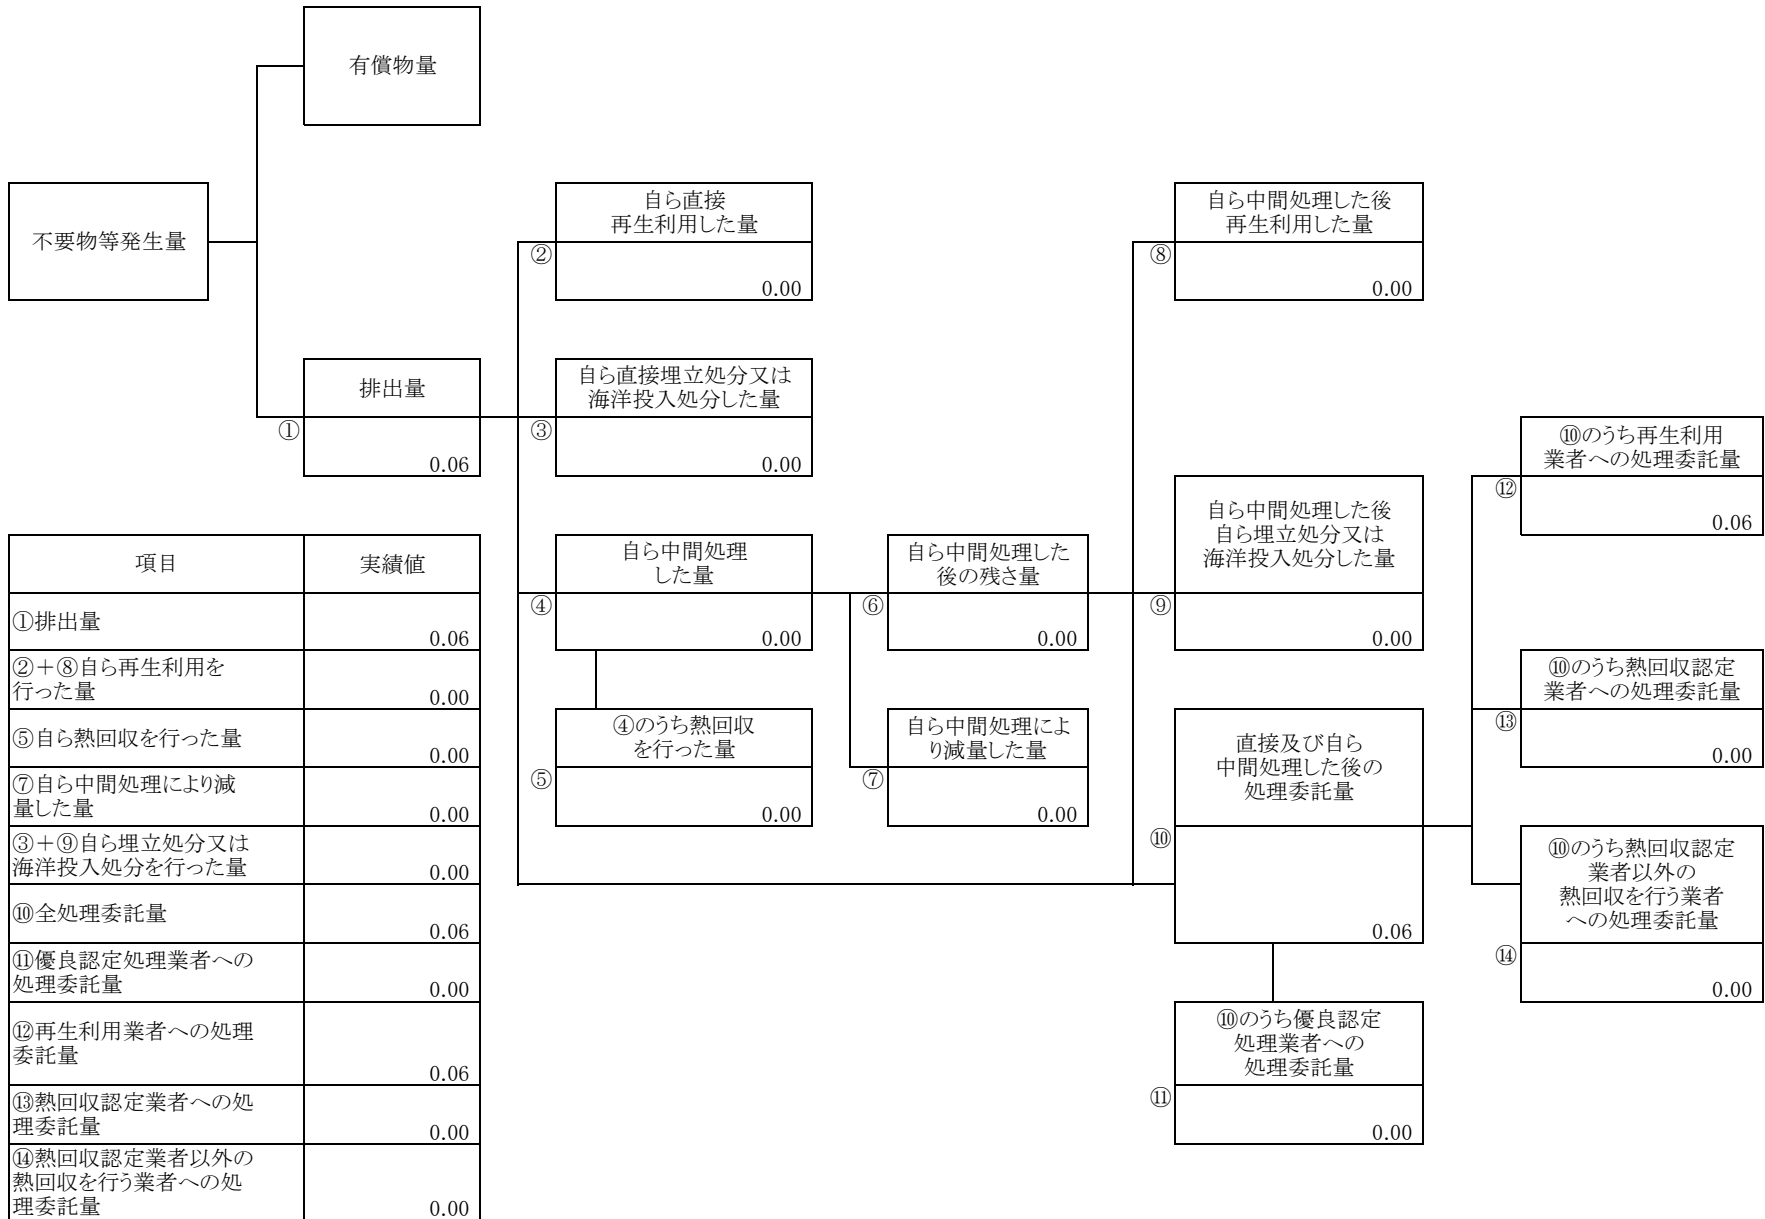 有償物量
不要物等発生量
排出量
①
0.06
自ら直接
再生利用した量
②
0.00
自ら直接埋立処分又は
海洋投入処分した量
③
0.00
自ら中間処理
した量
④
0.00
④のうち熱回収
を行った量
⑤
0.00
自ら中間処理した
後の残さ量
⑥
0.00
自ら中間処理によ
り減量した量
⑦
0.00
自ら中間処理した後
再生利用した量
⑧
0.00
自ら中間処理した後
自ら埋立処分又は
海洋投入処分した量
⑨
0.00
直接及び自ら
中間処理した後の
処理委託量
⑩
0.06
⑩のうち優良認定
処理業者への
処理委託量
⑪
0.00
⑩のうち再生利用
業者への処理委託量
⑫
0.06
⑩のうち熱回収認定
業者への処理委託量
⑬
0.00
⑩のうち熱回収認定
業者以外の
熱回収を行う業者
への処理委託量
⑭
0.00
項目 実績値
①排出量
0.06
②＋⑧自ら再生利用を
行った量
0.00
⑤自ら熱回収を行った量
0.00
⑦自ら中間処理により減
量した量
0.00
③＋⑨自ら埋立処分又は
海洋投入処分を行った量
0.00
⑩全処理委託量
0.06
⑪優良認定処理業者への
処理委託量
0.00
⑫再生利用業者への処理
委託量
0.06
⑬熱回収認定業者への処
理委託量
0.00
⑭熱回収認定業者以外の
熱回収を行う業者への処
理委託量
0.00